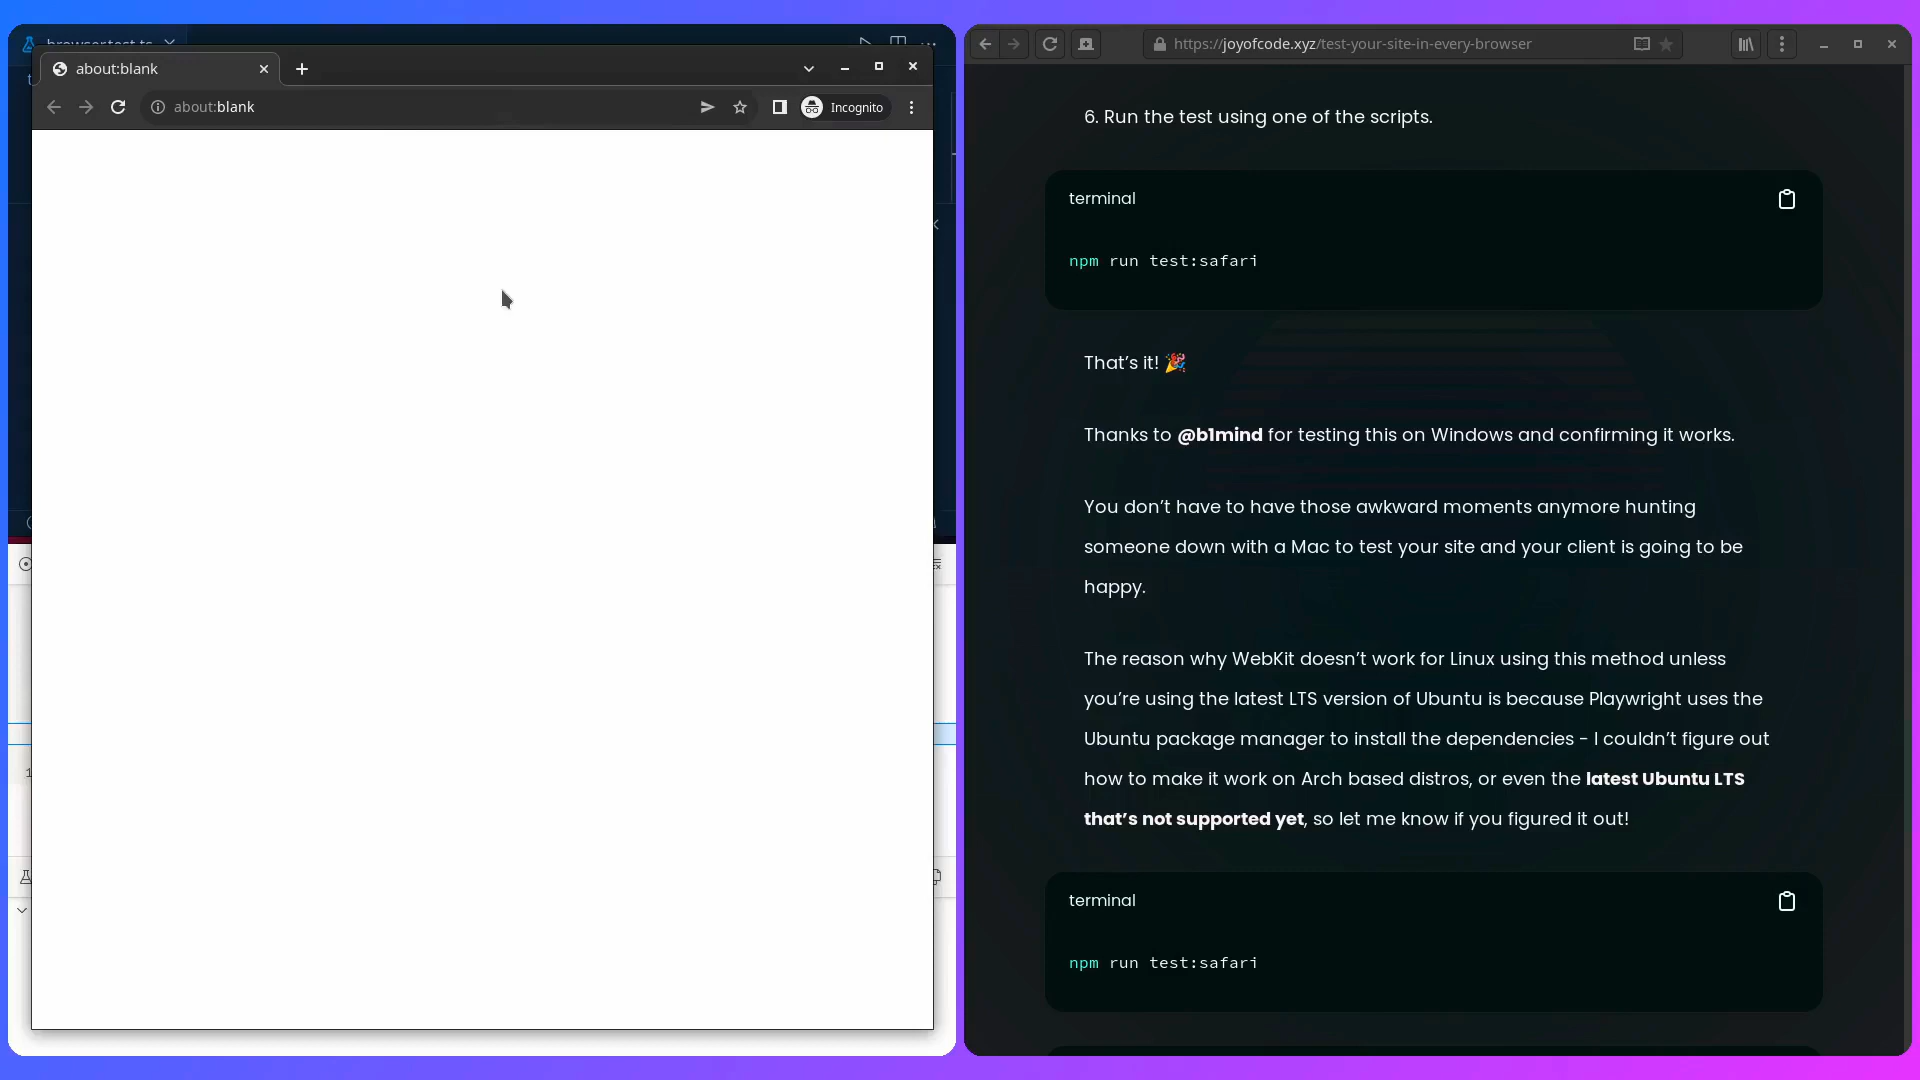 browser.test.ts
about:blank
about:blank
Incognito
https://joyofcode.xyz/test-your-site-in-every-browser
6. Run the test using one of the scripts.
terminal
npm run test:safari
That's it! 🎉
Thanks to @b1mind for testing this on Windows and confirming it works.
You don't have to have those awkward moments anymore hunting
someone down with a Mac to test your site and your client is going to be
happy.
The reason why WebKit doesn't work for Linux using this method unless
you're using the latest LTS version of Ubuntu is because Playwright uses the
Ubuntu package manager to install the dependencies - I couldn't figure out
how to make it work on Arch based distros, or even the latest Ubuntu LTS
that's not supported yet, so let me know if you figured it out!
terminal
npm run test:safari